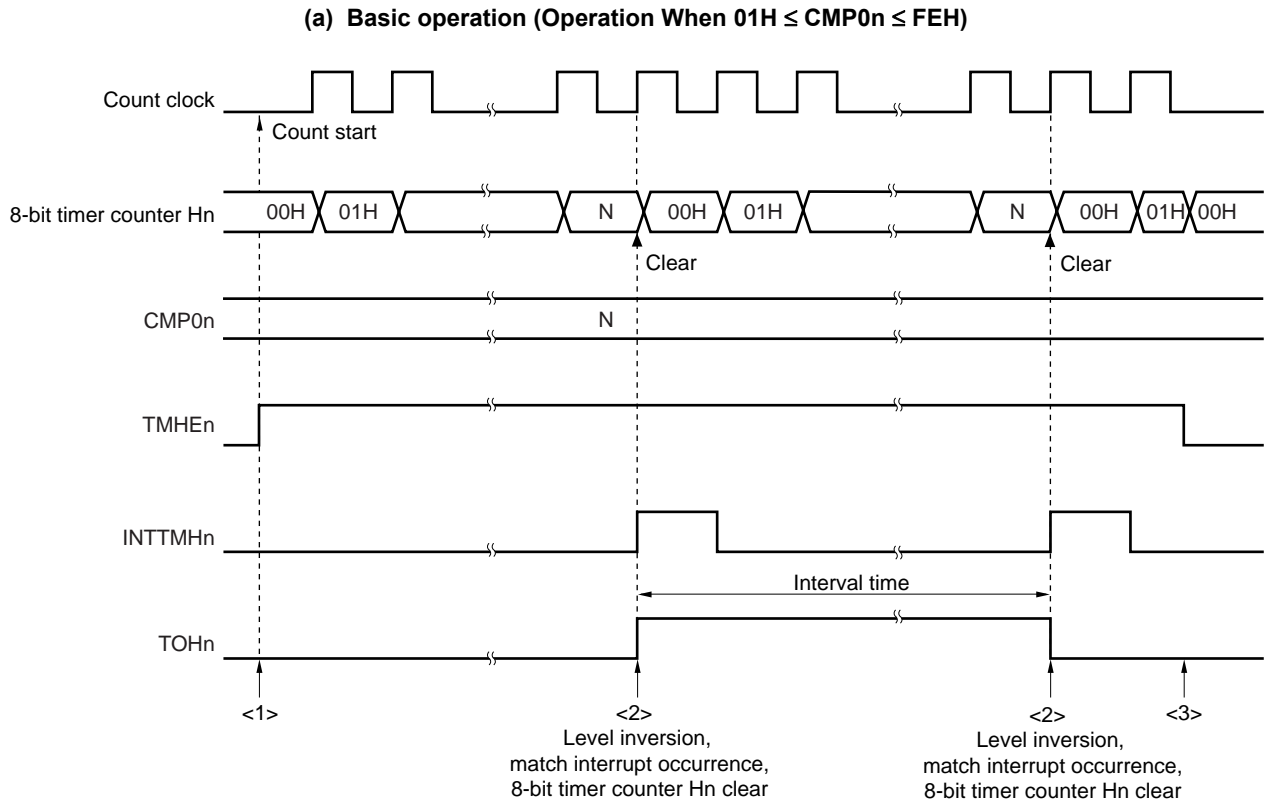 (a) Basic operation (Operation When 01H ≤ CMP0n ≤ FEH)
Count clock
Count start
8-bit timer counter Hn
00H 01H N 00H 01H N 00H 01H 00H
Clear Clear
CMP0n
N
TMHEn
INTTMHn
Interval time
TOHn
<1> <2> <2> <3>
Level inversion,
match interrupt occurrence,
8-bit timer counter Hn clear
Level inversion,
match interrupt occurrence,
8-bit timer counter Hn clear